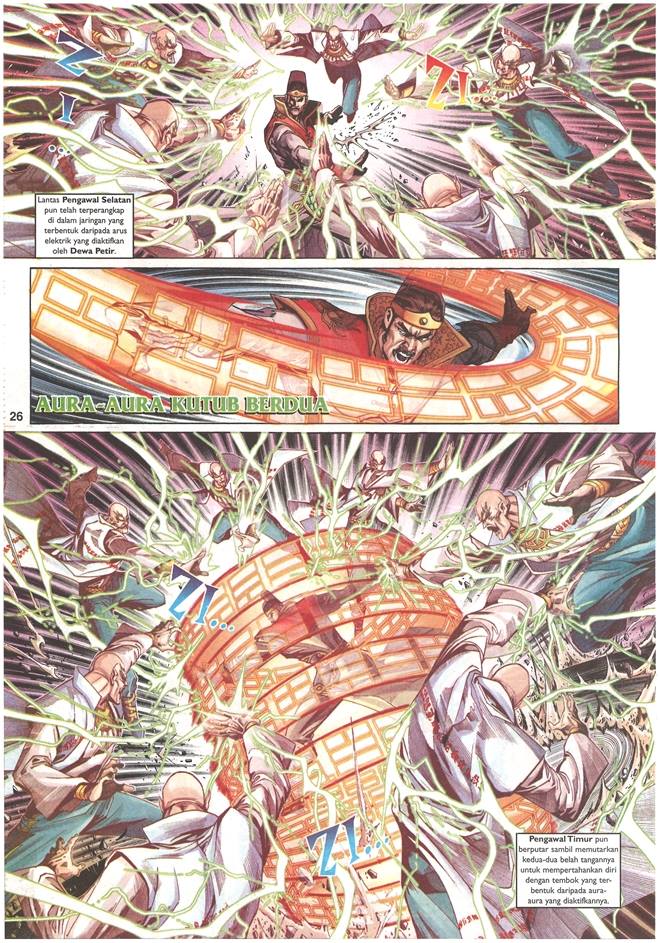 Z
I
...
ZI...
Lantas Pengawal Selatan
pun telah terperangkap
di dalam jaringan yang
terbentuk daripada arus
elektrik yang diaktifkan
oleh Dewa Petir.
26
AURA-AURA KUTUB BERDUA
ZI...
ZI...
Pengawal Timur pun
berputar sambil memutarkan
kedua-dua belah tangannya
untuk mempertahankan diri
dengan tembok yang ter-
bentuk daripada aura-
aura yang diaktifkannya.